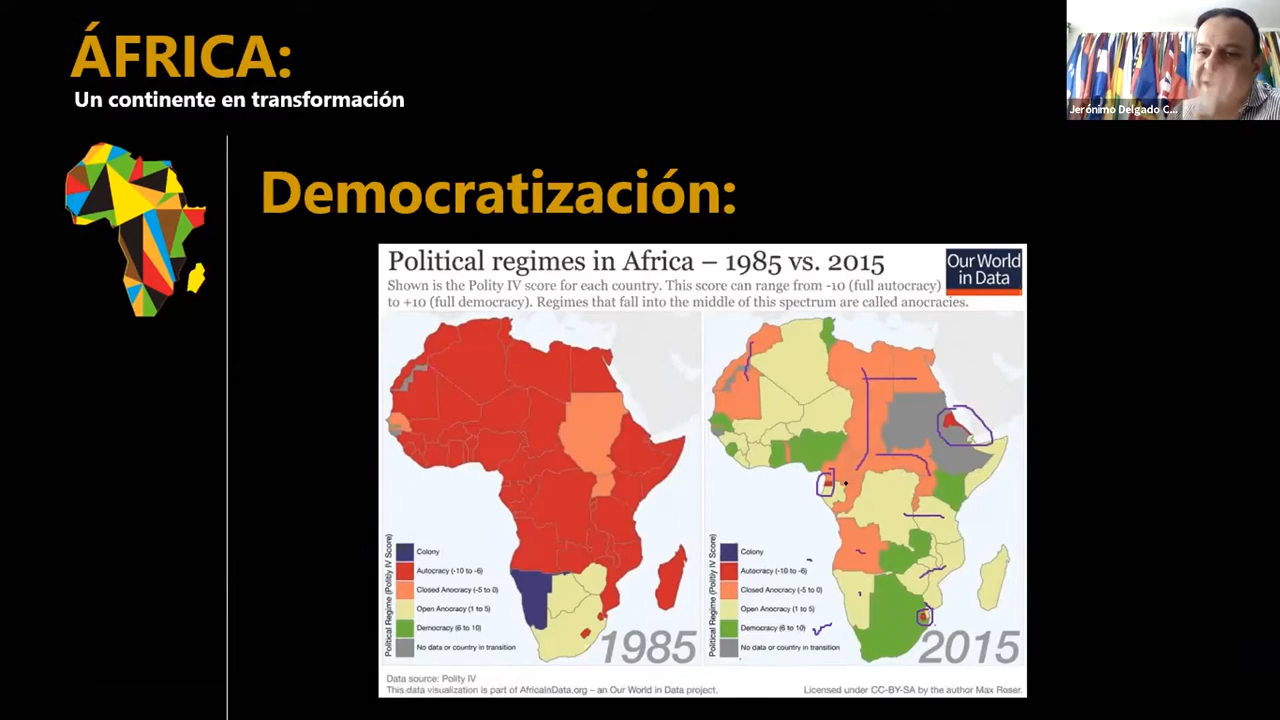 ÁFRICA:
Un continente en transformación
Jerónimo Delgado C...
Democratización:
Political regimes in Africa – 1985 vs. 2015
Our World
in Data
Shown is the Polity IV score for each country. This score can range from -10 (full autocracy)
to +10 (full democracy). Regimes that fall into the middle of this spectrum are called anocracies.
Political Regime (Polity IV Score)
Colony
Autocracy (-10 to -6)
Closed Anocracy (-5 to 0)
Open Anocracy (1 to 5)
Democracy (6 to 10)
No data or country in transition
1985
Political Regime (Polity IV Score)
Colony
Autocracy (-10 to -6)
Closed Anocracy (-5 to 0)
Open Anocracy (1 to 5)
Democracy (6 to 10)
No data or country in transition
2015
Data source: Polity IV
This data visualization is part of AfricaInData.org – an Our World in Data project.
Licensed under CC-BY-SA by the author Max Roser.